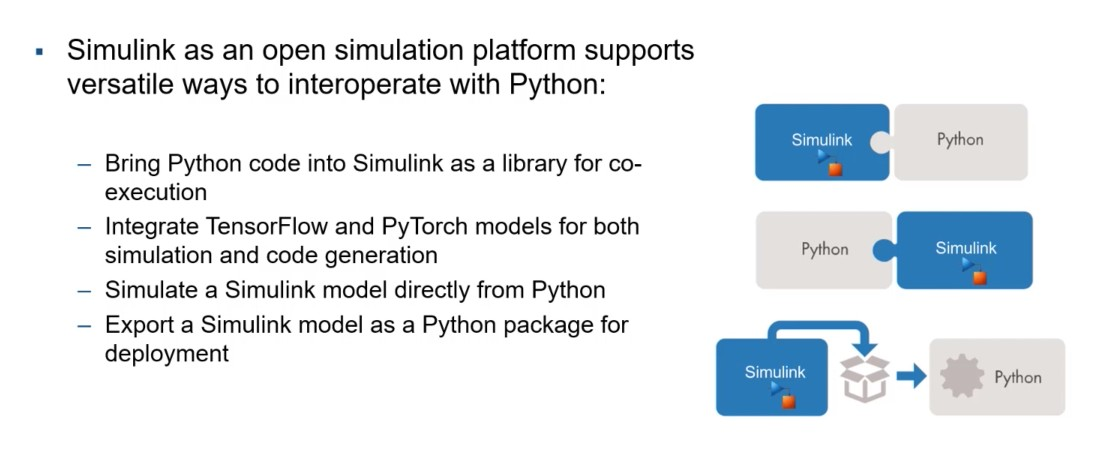 ▪ Simulink as an open simulation platform supports
versatile ways to interoperate with Python:
– Bring Python code into Simulink as a library for co-
execution
– Integrate TensorFlow and PyTorch models for both
simulation and code generation
– Simulate a Simulink model directly from Python
– Export a Simulink model as a Python package for
deployment
Simulink Python
Python Simulink
Simulink Python